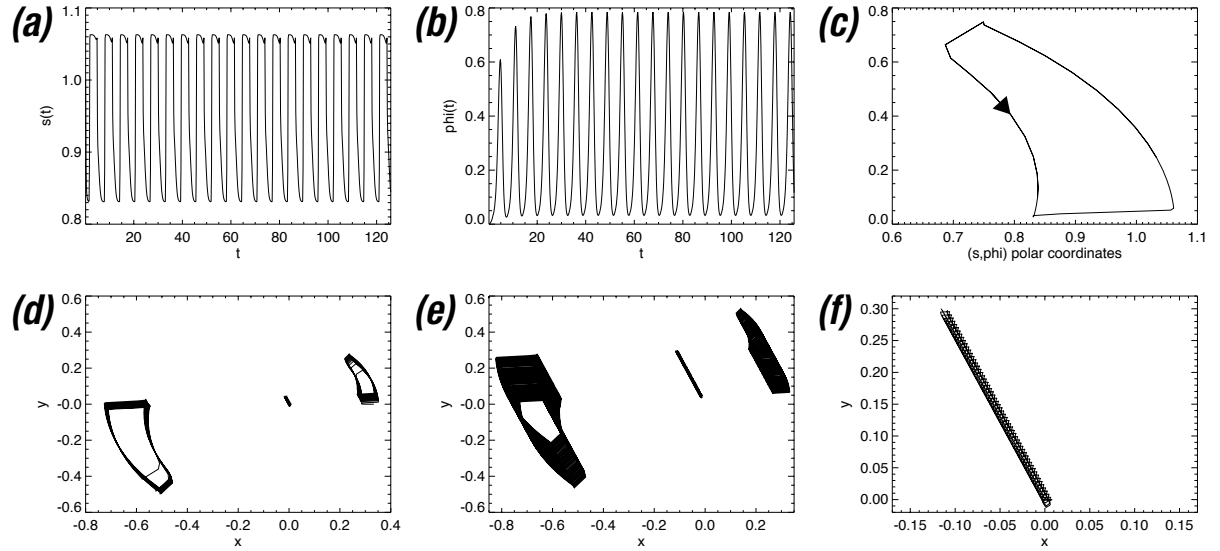 (a)
1.1
1.0
0.9
0.8
s(t)
20 40 60 80 100 120
t
(b)
0.8
0.6
0.4
0.2
0.0
phi(t)
20 40 60 80 100 120
t
(c)
0.8
0.6
0.4
0.2
0.0
0.6 0.7 0.8 0.9 1.0 1.1
(s,phi) polar coordinates
(d)
0.6
0.4
0.2
-0.0
-0.2
-0.4
-0.6
y
-0.8 -0.6 -0.4 -0.2 0.0 0.2 0.4
x
(e)
0.6
0.4
0.2
-0.0
-0.2
-0.4
-0.6
y
-0.8 -0.6 -0.4 -0.2 0.0 0.2
x
(f)
0.30
0.25
0.20
0.15
0.10
0.05
0.00
y
-0.15 -0.10 -0.05 0.00 0.05 0.10 0.15
x